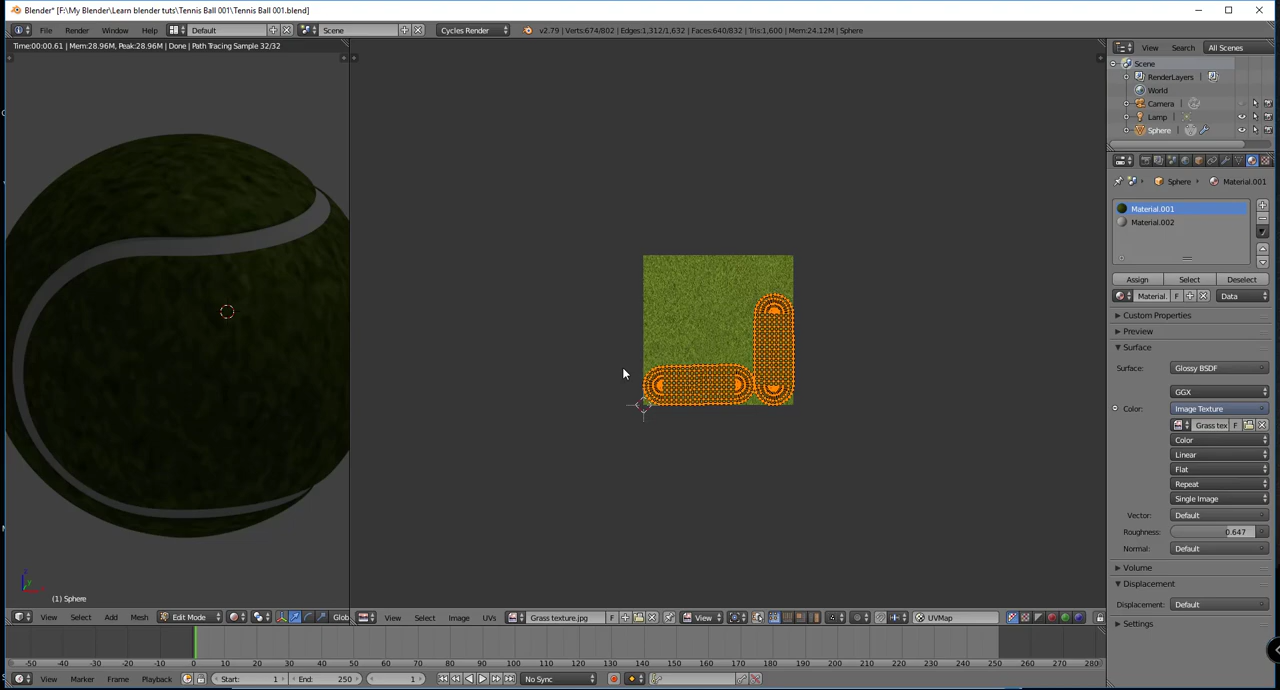 Blender* [F:\My Blender\Learn blender tuts\Tennis Ball 001\Tennis Ball 001.blend]
File Render Window Help Default Scene Cycles Render v2.79 | Verts:674/802 | Edges:1,312/1,632 | Faces:640/832 | Tris:1,600 | Mem:24.12M | Sphere
View Search All Scenes
Time:00:00.61 | Mem:28.96M, Peak:28.96M | Done | Path Tracing Sample 32/32
Scene
RenderLayers
World
Camera
Lamp
Sphere
Sphere Material.001
Material.001
Material.002
Assign Select Deselect
Material. F Data
Custom Properties
Preview
Surface
Surface: Glossy BSDF
GGX
Color: Image Texture
Grass tex F
Color
Linear
Flat
Repeat
Single Image
Vector: Default
Roughness: 0.647
Normal: Default
Volume
Displacement
Displacement: Default
Settings
(1) Sphere
View Select Add Mesh Edit Mode Glob
View Select Image UVs Grass texture.jpg F View UVMap
-50 -40 -30 -20 -10 0 10 20 30 40 50 60 70 80 90 100 110 120 130 140 150 160 170 180 190 200 210 220 230 240 250 260 270 280
View Marker Frame Playback Start: 1 End: 250 1 No Sync